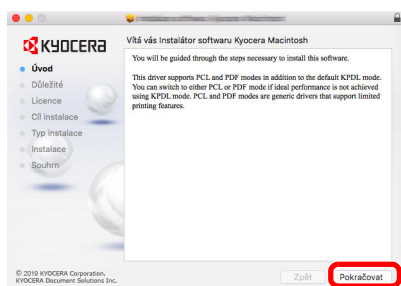 KYOCERA
Vítá vás Instalátor softwaru Kyocera Macintosh
Úvod
Důležité
Licence
Cíl instalace
Typ instalace
Instalace
Souhrn
You will be guided through the steps necessary to install this software.
This driver supports PCL and PDF modes in addition to the default KPDL mode.
You can switch to either PCL or PDF mode if ideal performance is not achieved
using KPDL mode. PCL and PDF modes are generic drivers that support limited
printing features.
© 2019 KYOCERA Corporation,
KYOCERA Document Solutions Inc.
Zpět
Pokračovat